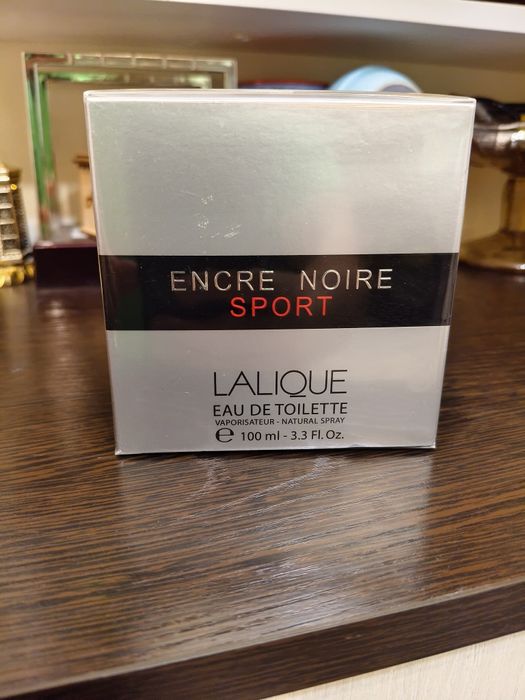 ENCRE NOIRE
SPORT
LALIQUE
EAU DE TOILETTE
VAPORISATEUR - NATURAL SPRAY
℮ 100 ml - 3.3 Fl. Oz.